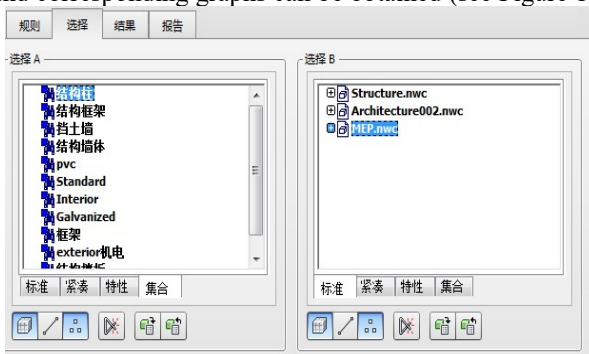 and corresponding graphs can be obtained (see Figure 1
规则 选择 结果 报告
选择 A
结构柱
结构框架
挡土墙
结构墙体
pvc
Standard
Interior
Galvanized
框架
exterior机电
标准 紧凑 特性 集合
选择 B
Structure.nwc
Architecture002.nwc
MEP.nwc
标准 紧凑 特性 集合